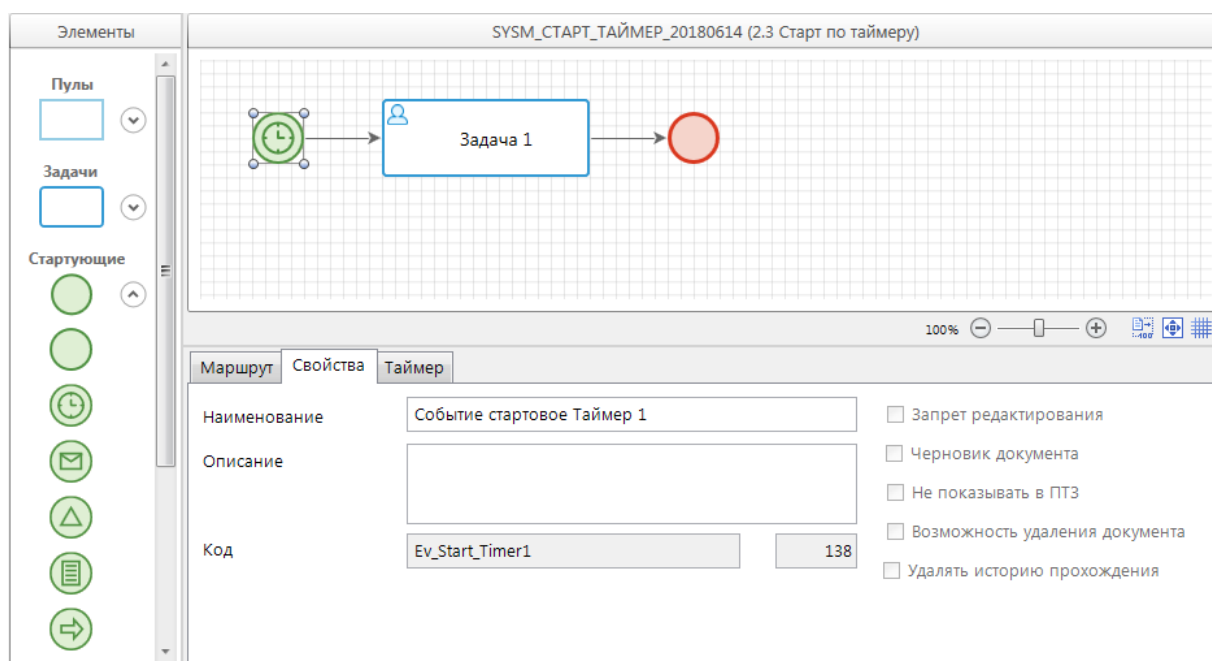 Элементы
SYSM_СТАРТ_ТАЙМЕР_20180614 (2.3 Старт по таймеру)
Пулы
Задачи
Стартующие
Задача 1
100%
Маршрут Свойства Таймер
Наименование Событие стартовое Таймер 1 Запрет редактирования
Описание Черновик документа
Не показывать в ПТЗ
Возможность удаления документа
Код Ev_Start_Timer1 138
Удалять историю прохождения